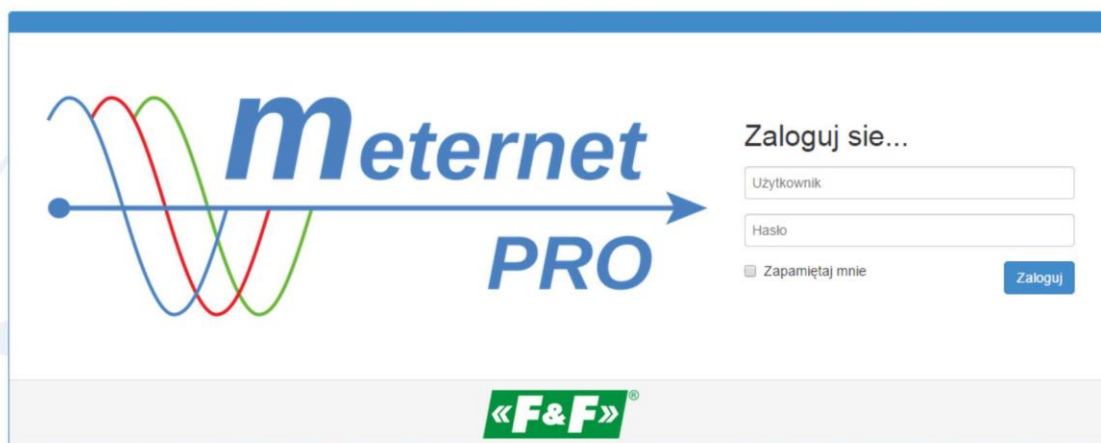 meternet
PRO
Zaloguj sie...
Użytkownik
Hasło
Zapamiętaj mnie
Zaloguj
«F&F»®